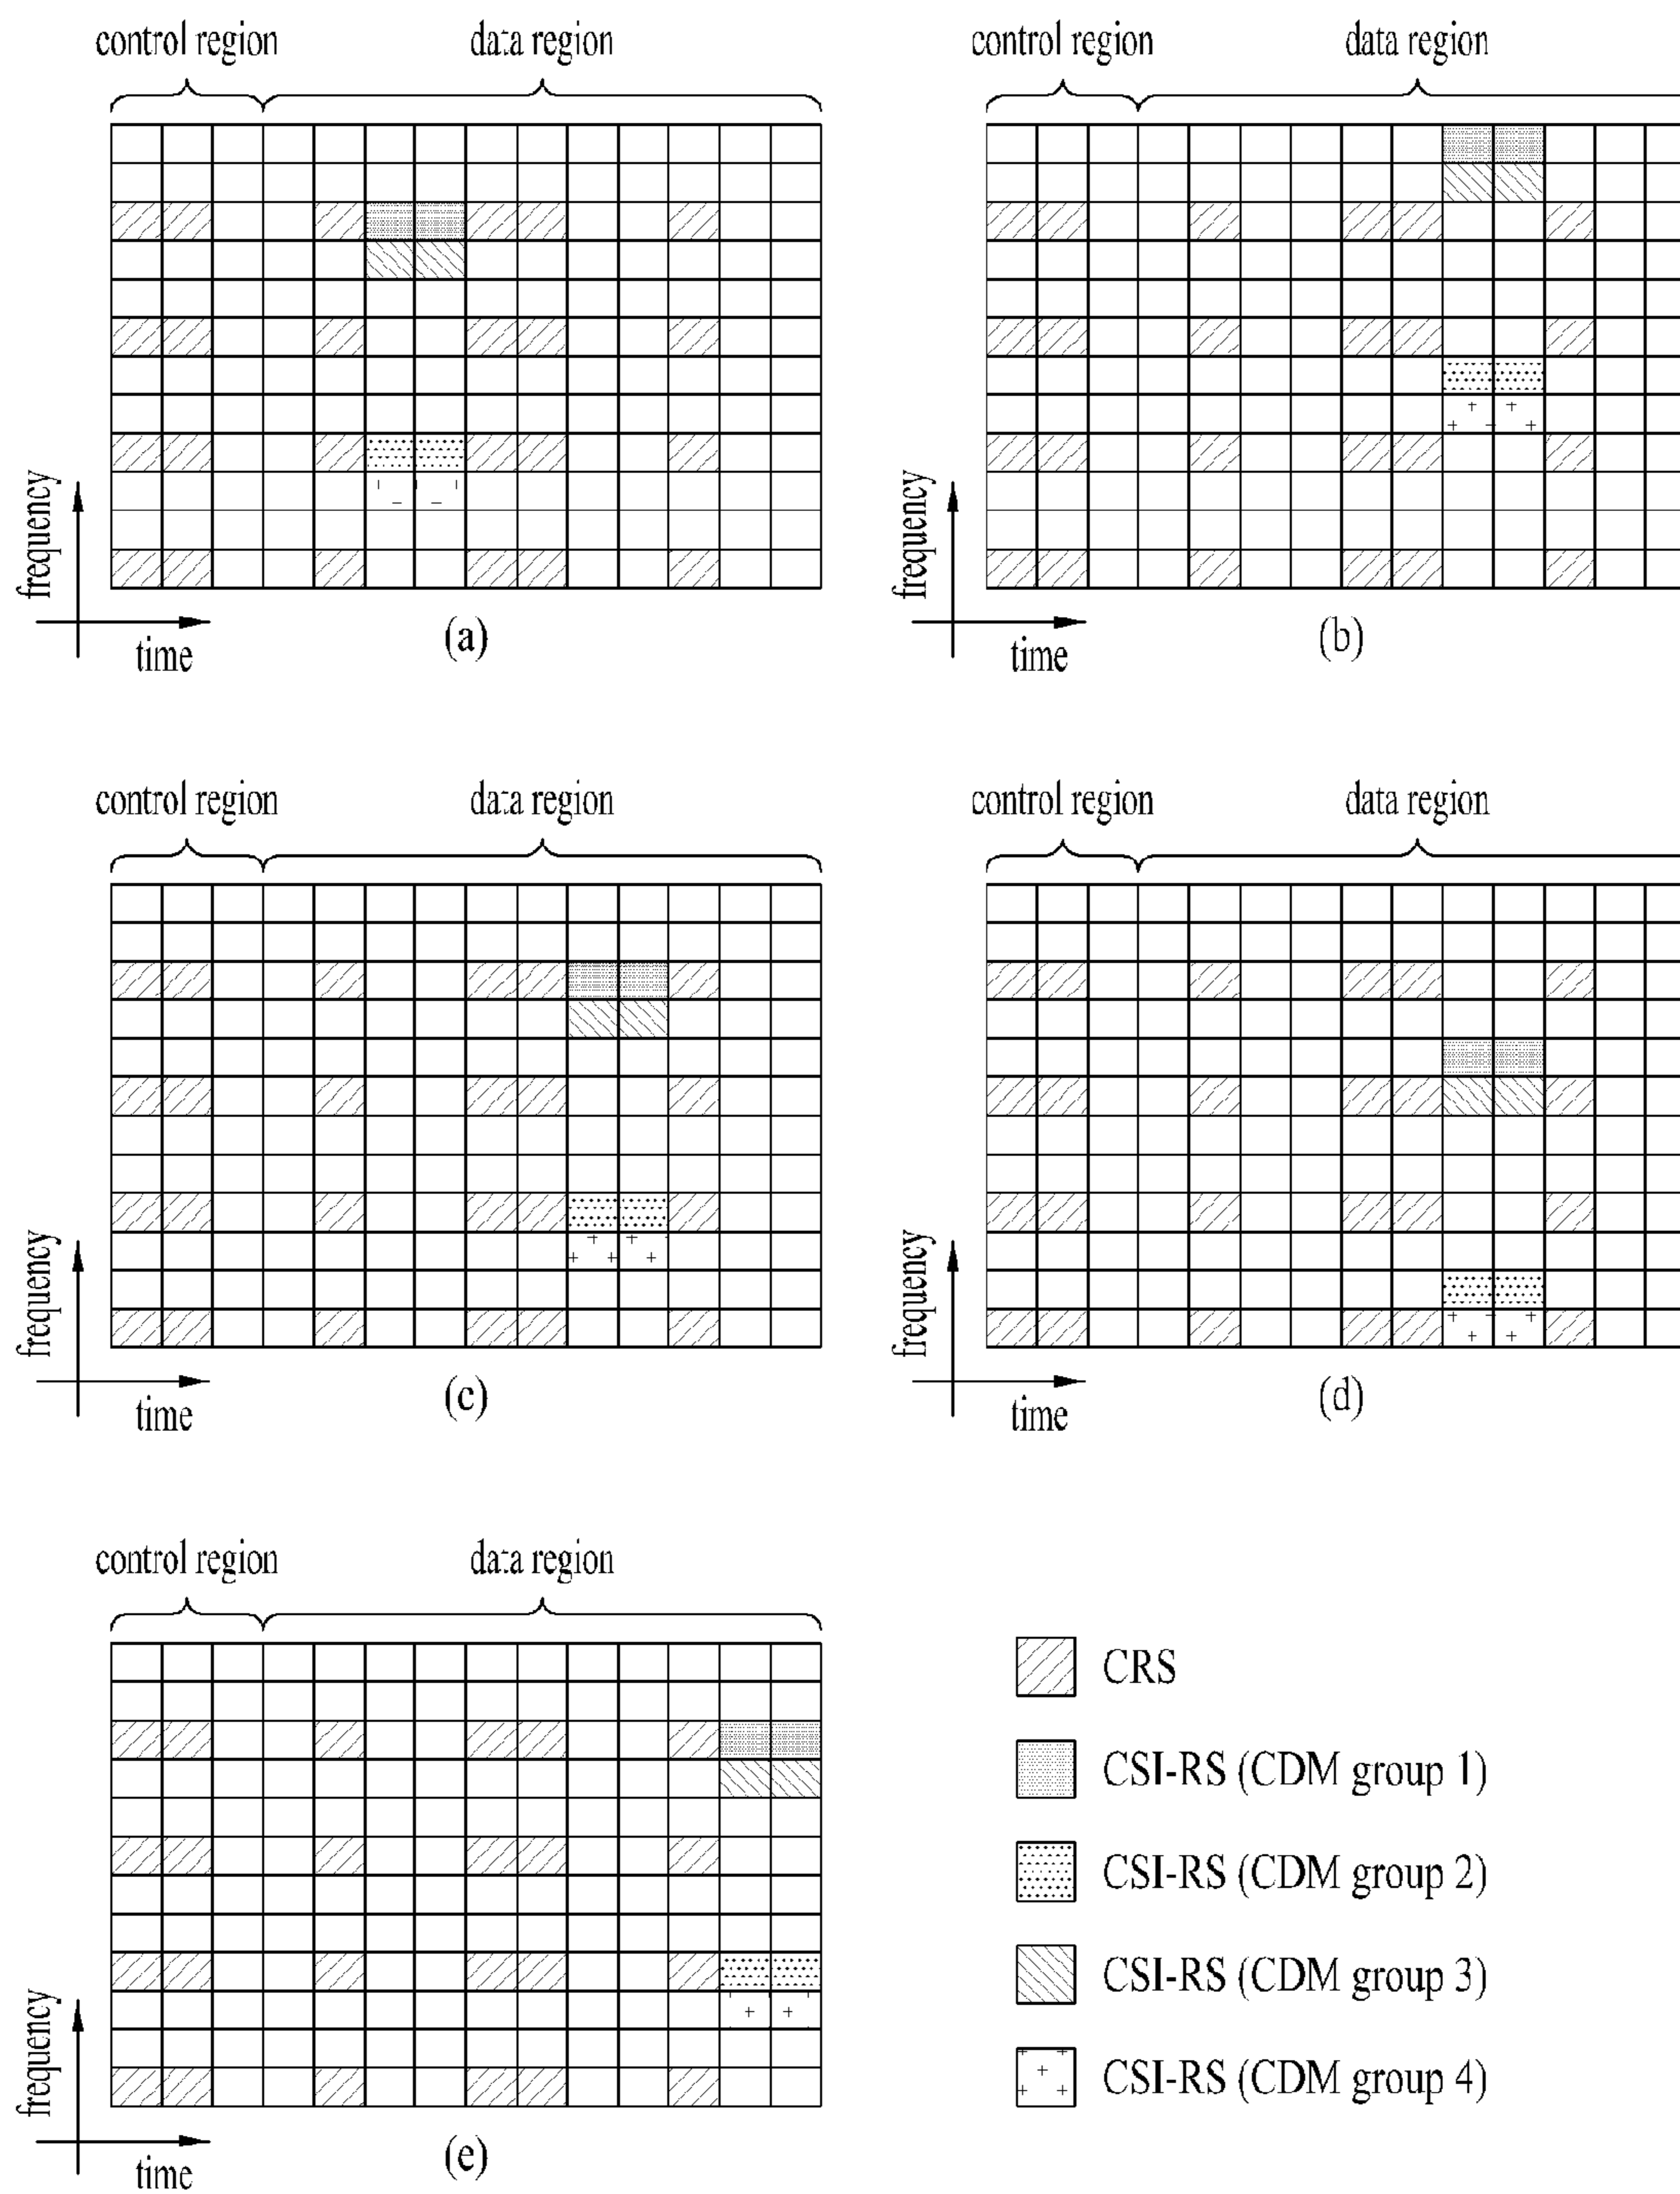 control region
data region
control region
data region
frequency
time
(a)
frequency
time
(b)
control region
data region
control region
data region
frequency
time
(c)
frequency
time
(d)
control region
data region
frequency
time
(e)
CRS
CSI-RS (CDM group 1)
CSI-RS (CDM group 2)
CSI-RS (CDM group 3)
CSI-RS (CDM group 4)